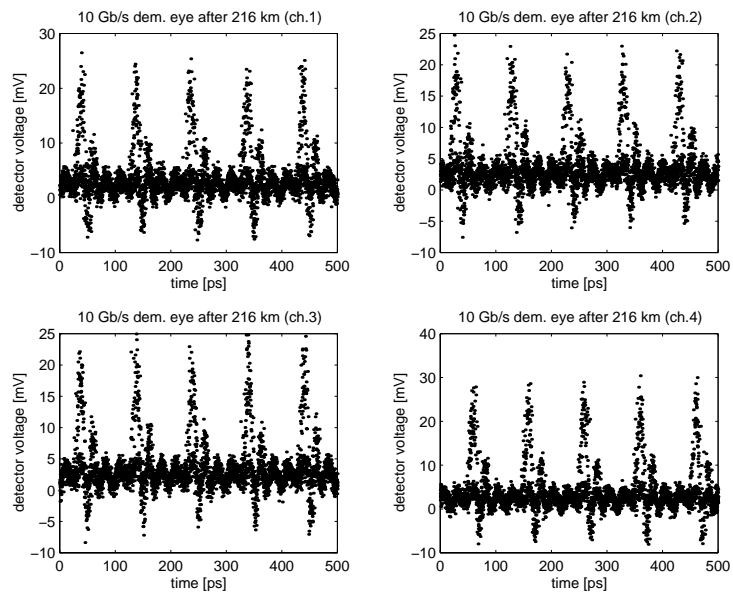 10 Gb/s dem. eye after 216 km (ch.1)
detector voltage [mV]
30
20
10
0
−10
0 100 200 300 400 500
time [ps]
10 Gb/s dem. eye after 216 km (ch.2)
detector voltage [mV]
25
20
15
10
5
0
−5
−10
0 100 200 300 400 500
time [ps]
10 Gb/s dem. eye after 216 km (ch.3)
detector voltage [mV]
25
20
15
10
5
0
−5
−10
0 100 200 300 400 500
time [ps]
10 Gb/s dem. eye after 216 km (ch.4)
detector voltage [mV]
40
30
20
10
0
−10
0 100 200 300 400 500
time [ps]